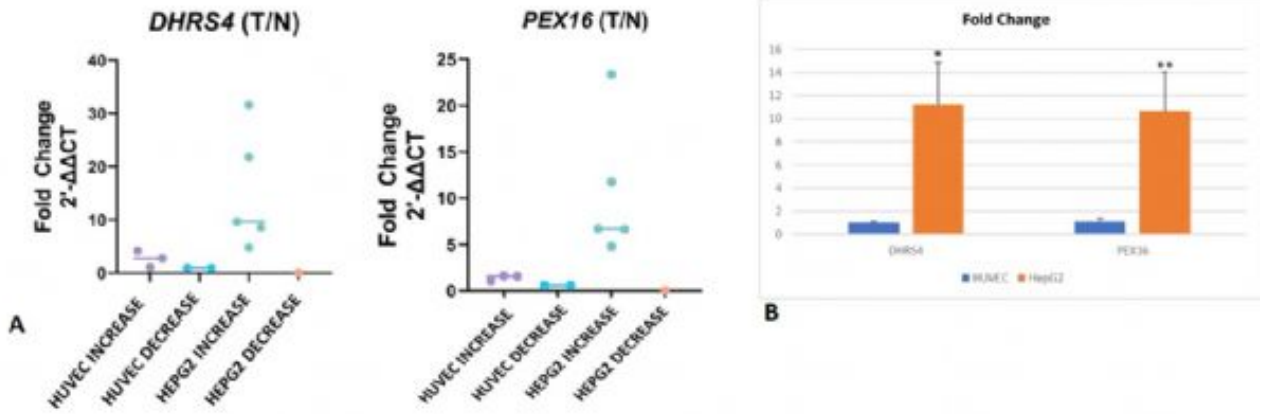 DHRS4 (T/N)
Fold Change
2'-ΔΔCT
40
30
20
10
0
HUVEC INCREASE
HUVEC DECREASE
HEPG2 INCREASE
HEPG2 DECREASE
A
PEX16 (T/N)
Fold Change
2'-ΔΔCT
25
20
15
10
5
0
HUVEC INCREASE
HUVEC DECREASE
HEPG2 INCREASE
HEPG2 DECREASE
Fold Change
16
14
12
10
8
6
4
2
0
*
**
DHRS4
PEX16
HUVEC HepG2
B